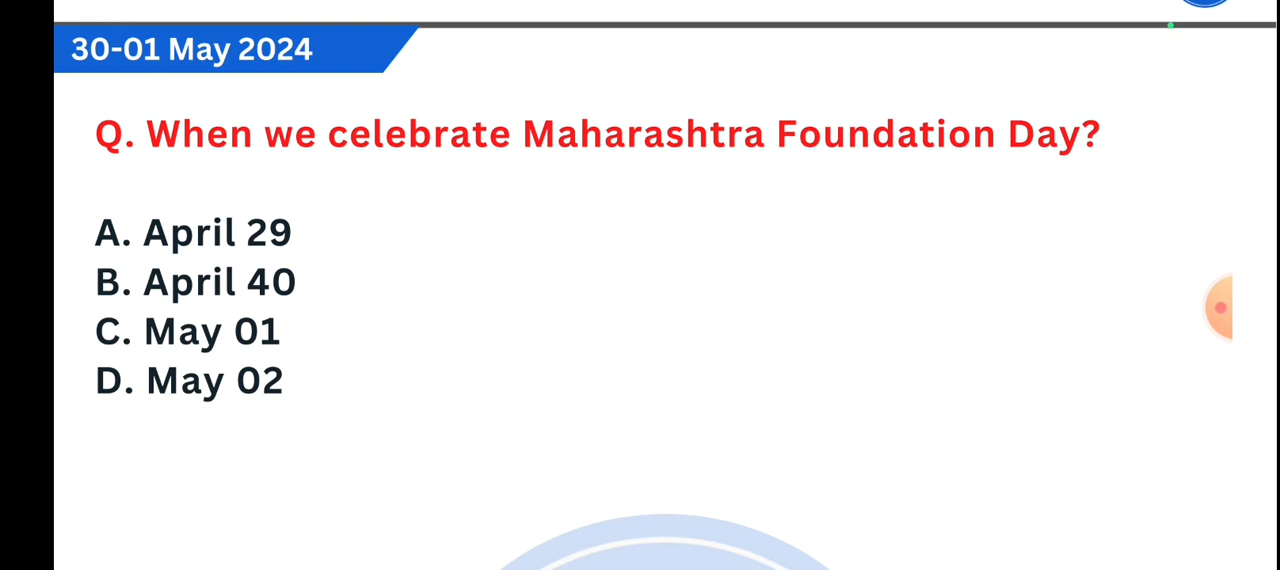 30-01 May 2024
Q. When we celebrate Maharashtra Foundation Day?
A. April 29
B. April 40
C. May 01
D. May 02